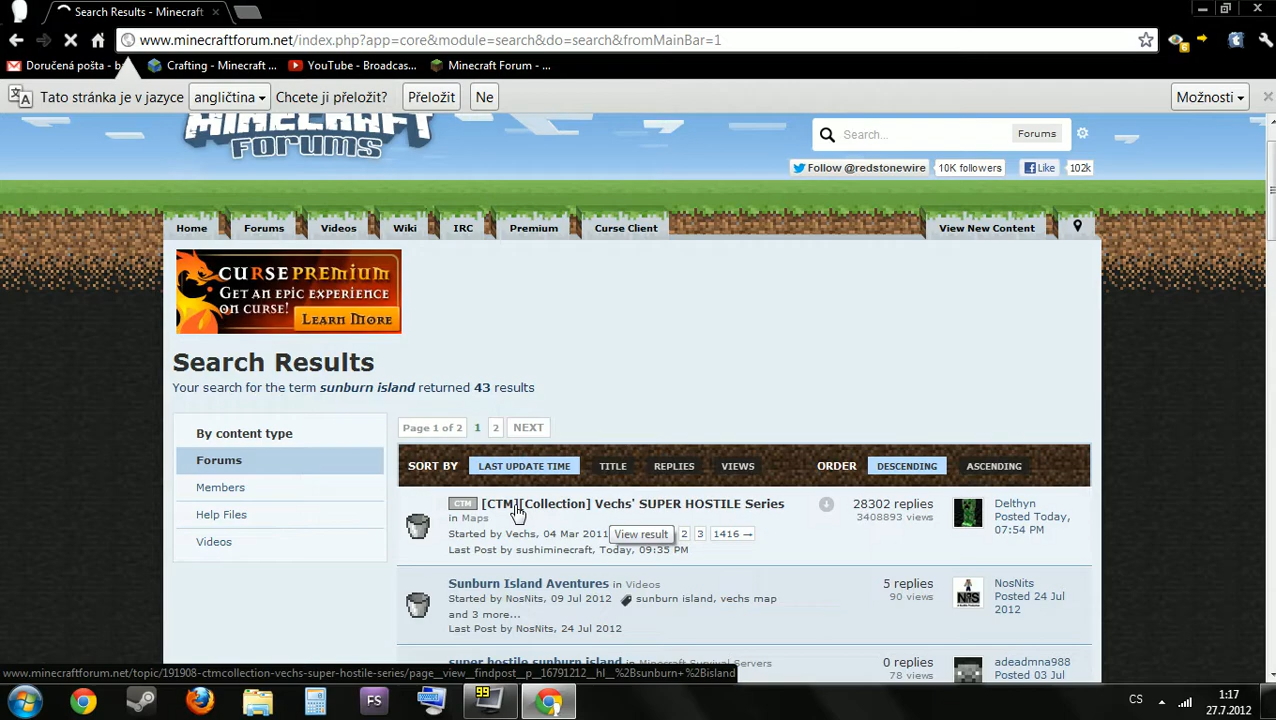 Search Results - Minecraft
www.minecraftforum.net/index.php?app=core&module=search&do=search&fromMainBar=1
6
Doručená pošta - b
Crafting - Minecraft ...
YouTube - Broadcas...
Minecraft Forum - ...
Tato stránka je v jazyce
angličtina
Chcete ji přeložit?
Přeložit
Ne
Možnosti
MINECRAFT
FORUMS
Search...
Forums
Follow @redstonewire
10K followers
Like
102k
Home
Forums
Videos
Wiki
IRC
Premium
Curse Client
View New Content
CURSE PREMIUM
GET AN EPIC EXPERIENCE
ON CURSE!
LEARN MORE
Search Results
Your search for the term sunburn island returned 43 results
By content type
Forums
Members
Help Files
Videos
Page 1 of 2
1
2
NEXT
SORT BY
LAST UPDATE TIME
TITLE
REPLIES
VIEWS
ORDER
DESCENDING
ASCENDING
CTM
[CTM][Collection] Vechs' SUPER HOSTILE Series
in Maps
Started by Vechs, 04 Mar 2011
View result
2
3
1416 →
Last Post by sushiminecraft, Today, 09:35 PM
28302 replies
3408893 views
Delthyn
Posted Today,
07:54 PM
Sunburn Island Aventures in Videos
Started by NosNits, 09 Jul 2012
sunburn island, vechs map
and 3 more...
Last Post by NosNits, 24 Jul 2012
5 replies
90 views
NosNits
Posted 24 Jul
2012
super hostile sunburn island in Minecraft Survival Servers
0 replies
78 views
adeadmna988
Posted 03 Jul
www.minecraftforum.net/topic/191908-ctmcollection-vechs-super-hostile-series/page__view__findpost__p__16791212__hl__%2Bsunburn+%2Bisland
FS
99
CS
1:17
27.7.2012